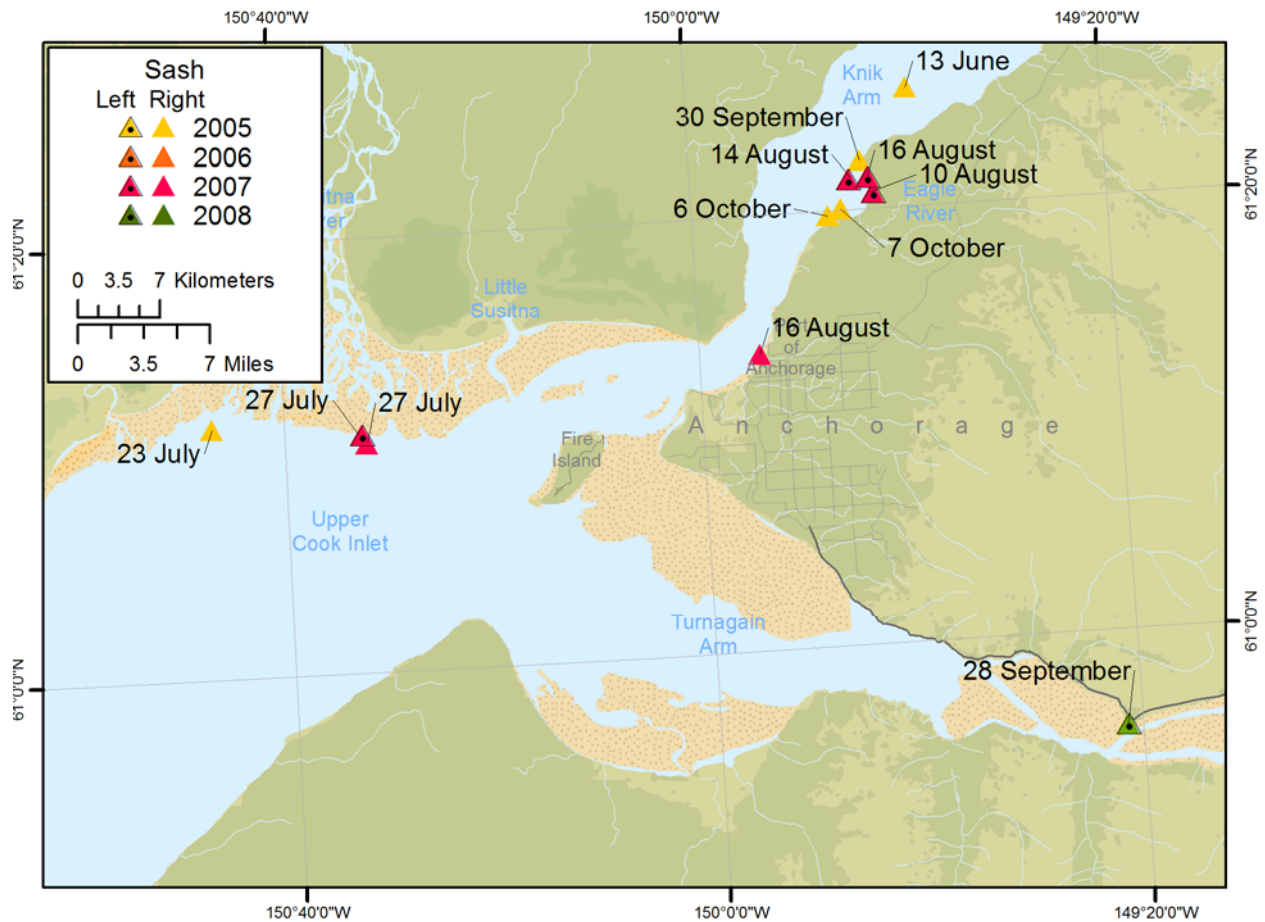 150°40'0"W 150°0'0"W 149°20'0"W
Sash
Left Right
2005
2006
2007
2008
0 3.5 7 Kilometers
0 3.5 7 Miles
Knik
Arm
13 June
30 September
14 August
16 August
10 August
Eagle
River
6 October
7 October
61°20'0"N
61°20'0"N
Little
Susitna
16 August
of
Anchorage
27 July
27 July
23 July
Fire
Island
Anchorage
Upper
Cook Inlet
Turnagain
Arm
61°0'0"N
28 September
61°0'0"N
150°40'0"W 150°0'0"W 149°20'0"W